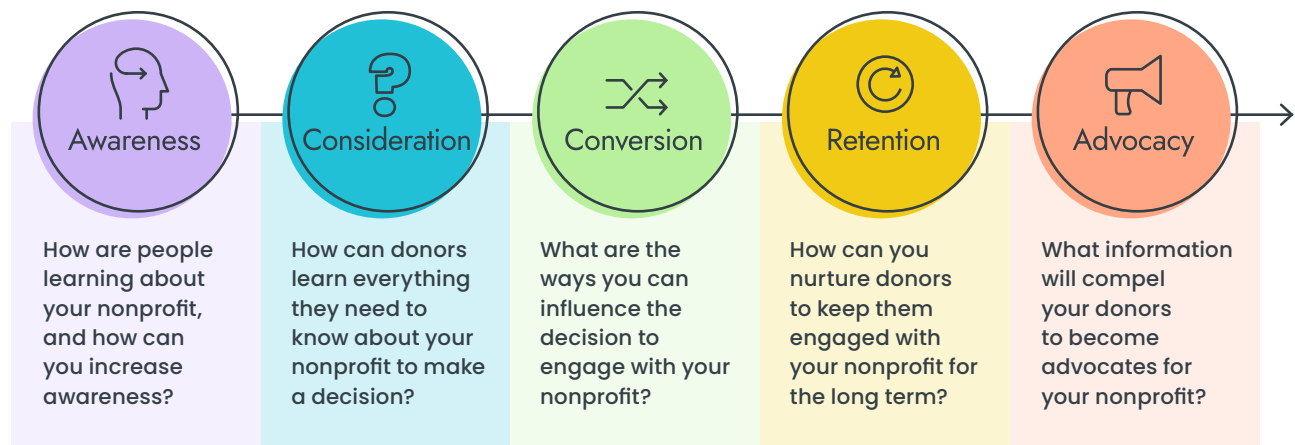 Awareness
Consideration
Conversion
Retention
Advocacy
How are people
learning about
your nonprofit,
and how can
you increase
awareness?
How can donors
learn everything
they need to
know about your
nonprofit to make
a decision?
What are the
ways you can
influence the
decision to
engage with your
nonprofit?
How can you
nurture donors
to keep them
engaged with
your nonprofit for
the long term?
What information
will compel
your donors
to become
advocates for
your nonprofit?